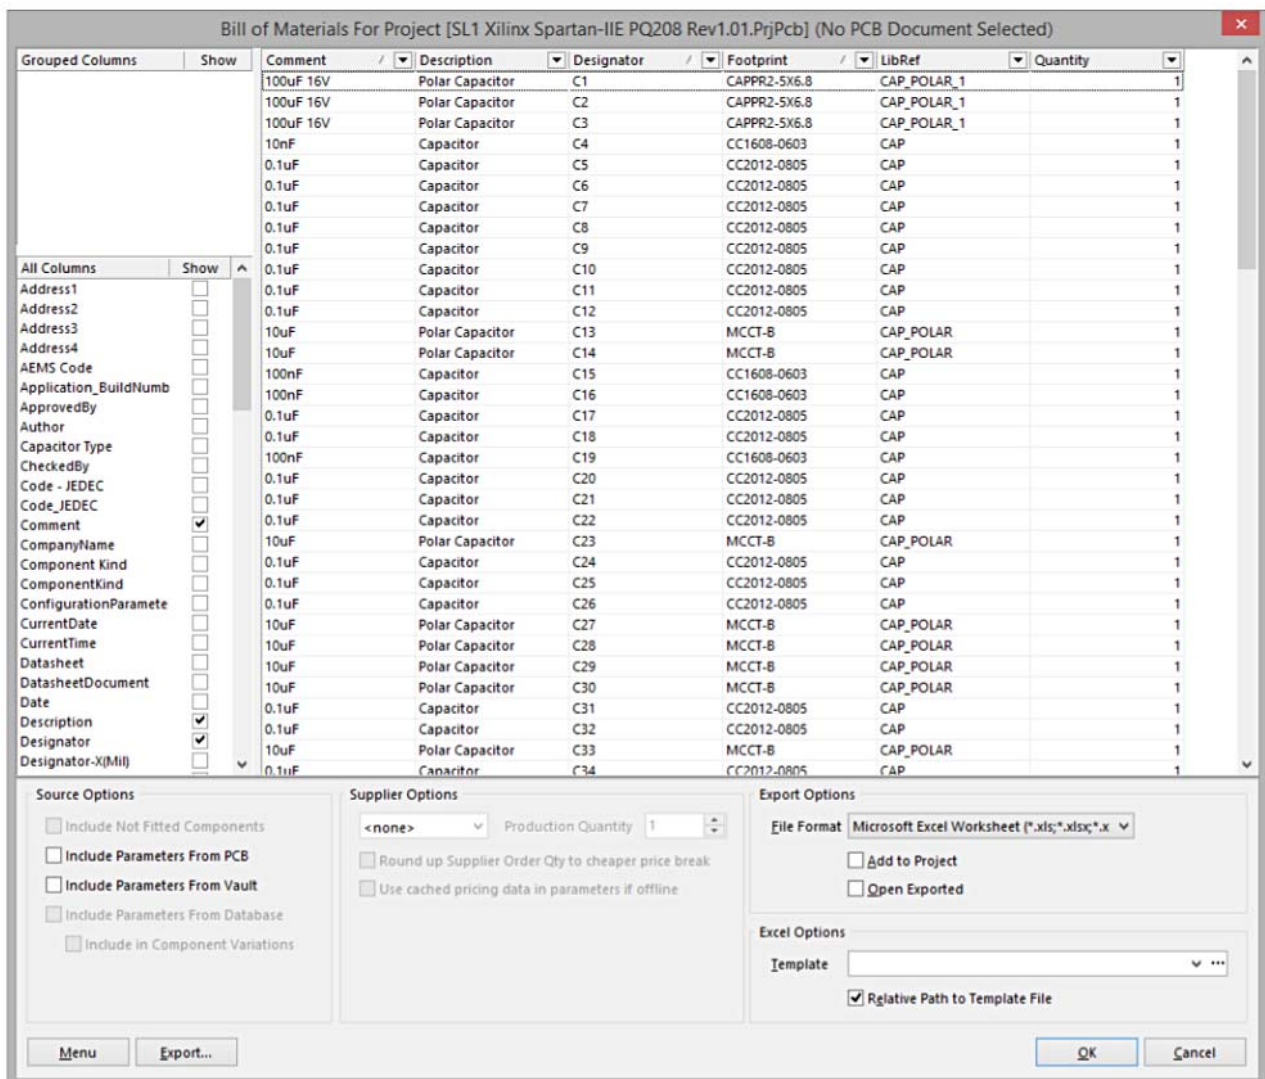 Bill of Materials For Project [SL1 Xilinx Spartan-IIE PQ208 Rev1.01.PrjPcb] (No PCB Document Selected)
Grouped Columns Show
Comment Description Designator Footprint LibRef Quantity
100uF 16V Polar Capacitor C1 CAPPR2-5X6.8 CAP_POLAR_1 1
100uF 16V Polar Capacitor C2 CAPPR2-5X6.8 CAP_POLAR_1 1
100uF 16V Polar Capacitor C3 CAPPR2-5X6.8 CAP_POLAR_1 1
10nF Capacitor C4 CC1608-0603 CAP 1
0.1uF Capacitor C5 CC2012-0805 CAP 1
0.1uF Capacitor C6 CC2012-0805 CAP 1
0.1uF Capacitor C7 CC2012-0805 CAP 1
0.1uF Capacitor C8 CC2012-0805 CAP 1
0.1uF Capacitor C9 CC2012-0805 CAP 1
0.1uF Capacitor C10 CC2012-0805 CAP 1
0.1uF Capacitor C11 CC2012-0805 CAP 1
0.1uF Capacitor C12 CC2012-0805 CAP 1
10uF Polar Capacitor C13 MCCT-B CAP_POLAR 1
10uF Polar Capacitor C14 MCCT-B CAP_POLAR 1
100nF Capacitor C15 CC1608-0603 CAP 1
100nF Capacitor C16 CC1608-0603 CAP 1
0.1uF Capacitor C17 CC2012-0805 CAP 1
0.1uF Capacitor C18 CC2012-0805 CAP 1
100nF Capacitor C19 CC1608-0603 CAP 1
0.1uF Capacitor C20 CC2012-0805 CAP 1
0.1uF Capacitor C21 CC2012-0805 CAP 1
0.1uF Capacitor C22 CC2012-0805 CAP 1
10uF Polar Capacitor C23 MCCT-B CAP_POLAR 1
0.1uF Capacitor C24 CC2012-0805 CAP 1
0.1uF Capacitor C25 CC2012-0805 CAP 1
0.1uF Capacitor C26 CC2012-0805 CAP 1
10uF Polar Capacitor C27 MCCT-B CAP_POLAR 1
10uF Polar Capacitor C28 MCCT-B CAP_POLAR 1
10uF Polar Capacitor C29 MCCT-B CAP_POLAR 1
10uF Polar Capacitor C30 MCCT-B CAP_POLAR 1
0.1uF Capacitor C31 CC2012-0805 CAP 1
0.1uF Capacitor C32 CC2012-0805 CAP 1
10uF Polar Capacitor C33 MCCT-B CAP_POLAR 1
0.1uF Capacitor C34 CC2012-0805 CAP 1
All Columns Show
Address1
Address2
Address3
Address4
AEMS Code
Application_BuildNumb
ApprovedBy
Author
Capacitor Type
CheckedBy
Code - JEDEC
Code_JEDEC
Comment
CompanyName
Component Kind
ComponentKind
ConfigurationParamete
CurrentDate
CurrentTime
Datasheet
DatasheetDocument
Date
Description
Designator
Designator-X(Mil)
Source Options
Include Not Fitted Components
Include Parameters From PCB
Include Parameters From Vault
Include Parameters From Database
Include in Component Variations
Supplier Options
<none> Production Quantity 1
Round up Supplier Order Qty to cheaper price break
Use cached pricing data in parameters if offline
Export Options
File Format Microsoft Excel Worksheet (*.xls;*.xlsx;*.x
Add to Project
Open Exported
Excel Options
Template ...
Relative Path to Template File
Menu Export... OK Cancel